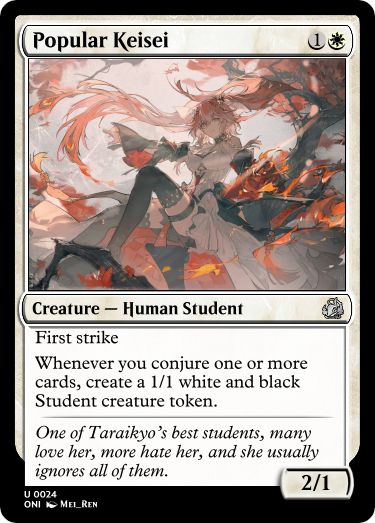 Popular Keisei
1
Creature — Human Student
First strike
Whenever you conjure one or more
cards, create a 1/1 white and black
Student creature token.
One of Taraikyo's best students, many
love her, more hate her, and she usually
ignores all of them.
2/1
U 0024
ONI Mei_Ren